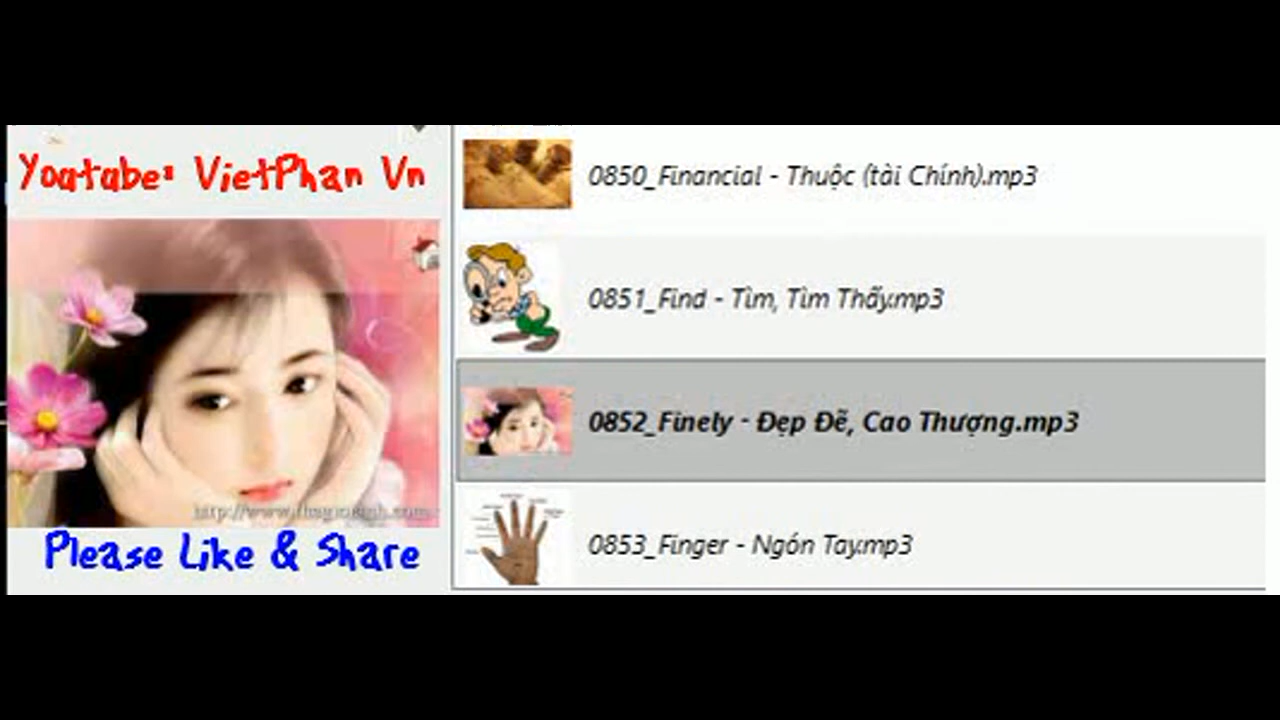 Youtube: VietPhan Vn
Please Like & Share
0850_Financial - Thuộc (tài Chính).mp3
0851_Find - Tìm, Tìm Thấy.mp3
0852_Finely - Đẹp Đẽ, Cao Thượng.mp3
0853_Finger - Ngón Tay.mp3